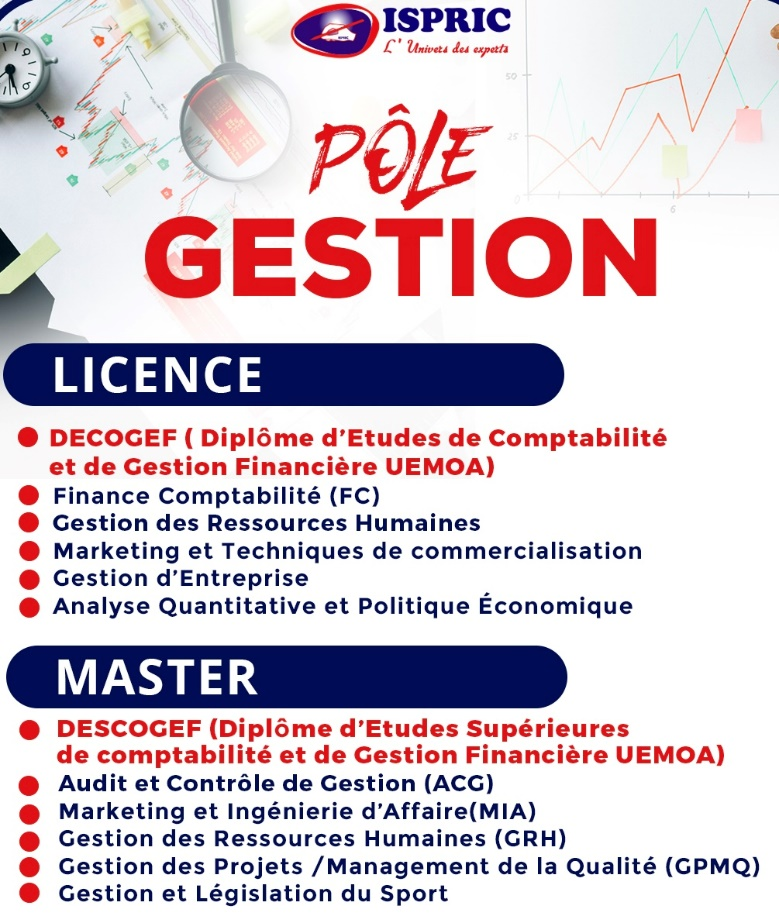 ISPRIC
L'Univers des experts
50
25
0
6
PÔLE
GESTION
LICENCE
DECOGEF ( Diplôme d'Etudes de Comptabilité
et de Gestion Financière UEMOA)
Finance Comptabilité (FC)
Gestion des Ressources Humaines
Marketing et Techniques de commercialisation
Gestion d'Entreprise
Analyse Quantitative et Politique Économique
MASTER
DESCOGEF (Diplôme d'Etudes Supérieures
de comptabilité et de Gestion Financière UEMOA)
Audit et Contrôle de Gestion (ACG)
Marketing et Ingénierie d'Affaire(MIA)
Gestion des Ressources Humaines (GRH)
Gestion des Projets /Management de la Qualité (GPMQ)
Gestion et Législation du Sport